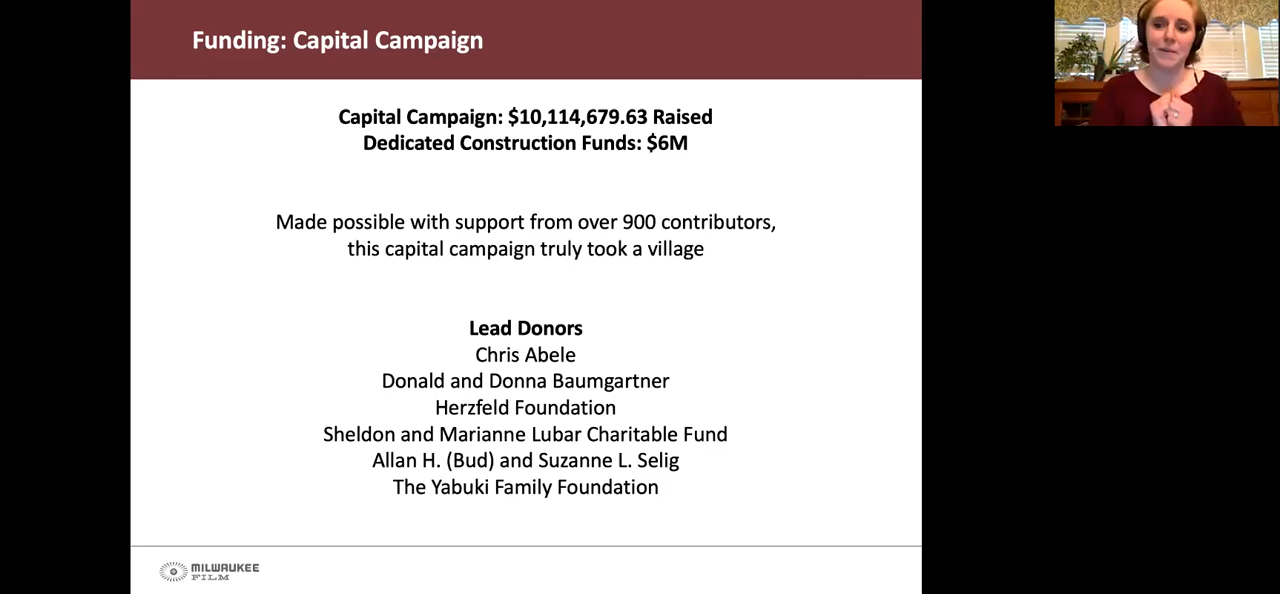 Funding: Capital Campaign
Capital Campaign: $10,114,679.63 Raised
Dedicated Construction Funds: $6M
Made possible with support from over 900 contributors,
this capital campaign truly took a village
Lead Donors
Chris Abele
Donald and Donna Baumgartner
Herzfeld Foundation
Sheldon and Marianne Lubar Charitable Fund
Allan H. (Bud) and Suzanne L. Selig
The Yabuki Family Foundation
MILWAUKEE
FILM